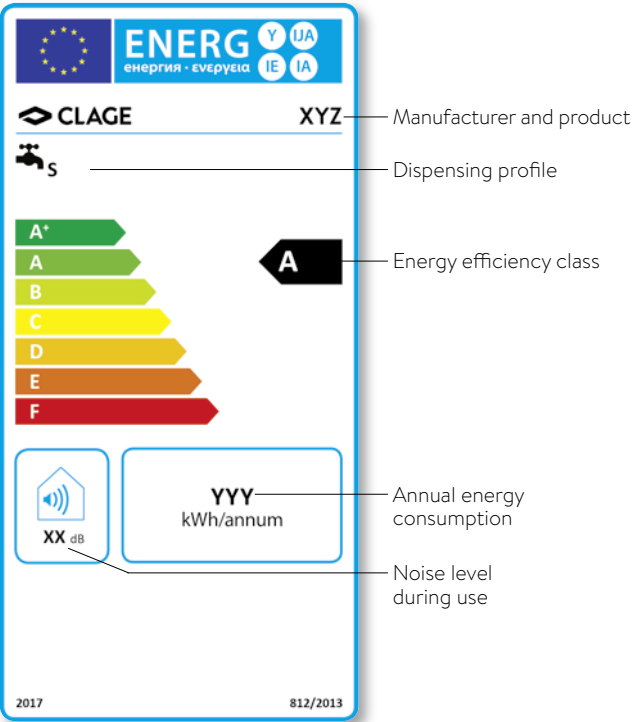 ENERG Y IJA
енергия · ενεργεια IE IA
CLAGE XYZ
Manufacturer and product
S
Dispensing profile
A+
A
B
C
D
E
F
A
Energy efficiency class
XX dB
YYY
kWh/annum
Annual energy
consumption
Noise level
during use
2017 812/2013